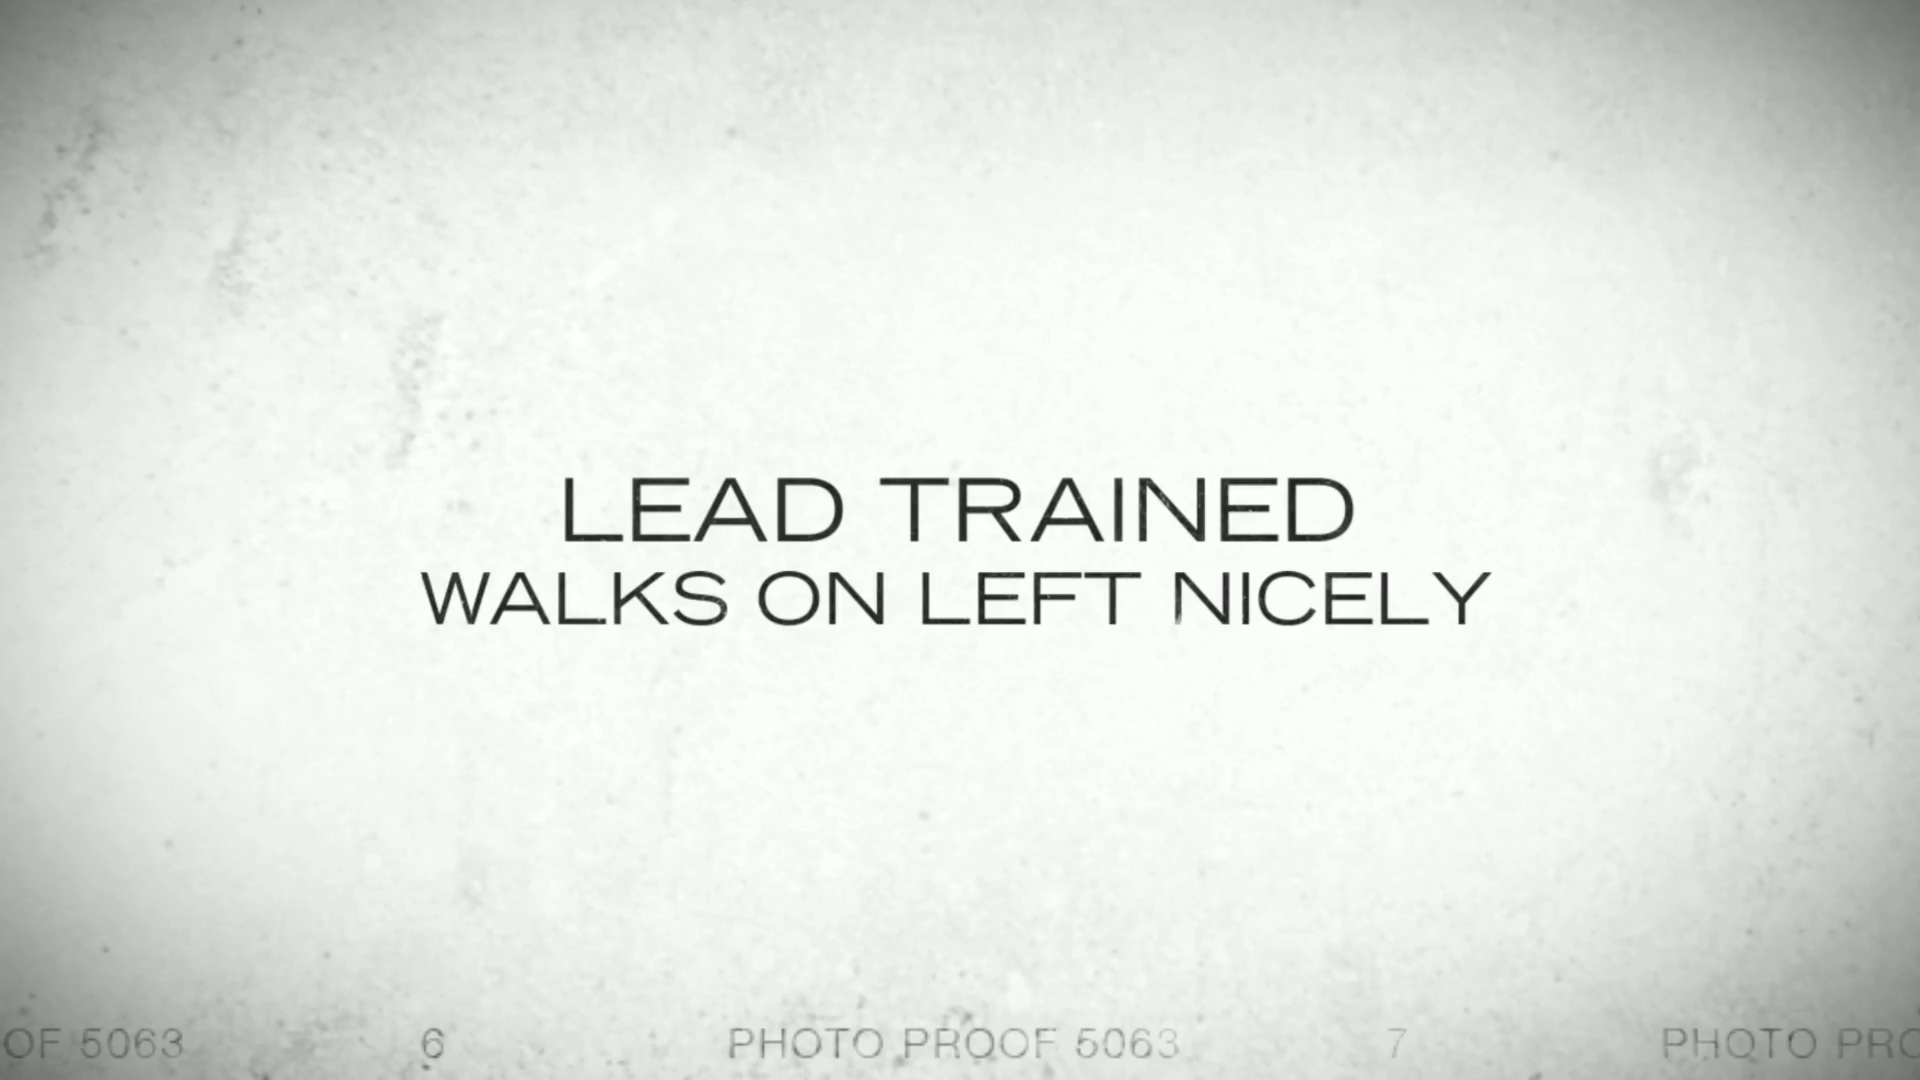 LEAD TRAINED
WALKS ON LEFT NICELY
OF 5063 6 PHOTO PROOF 5063 7 PHOTO PRO